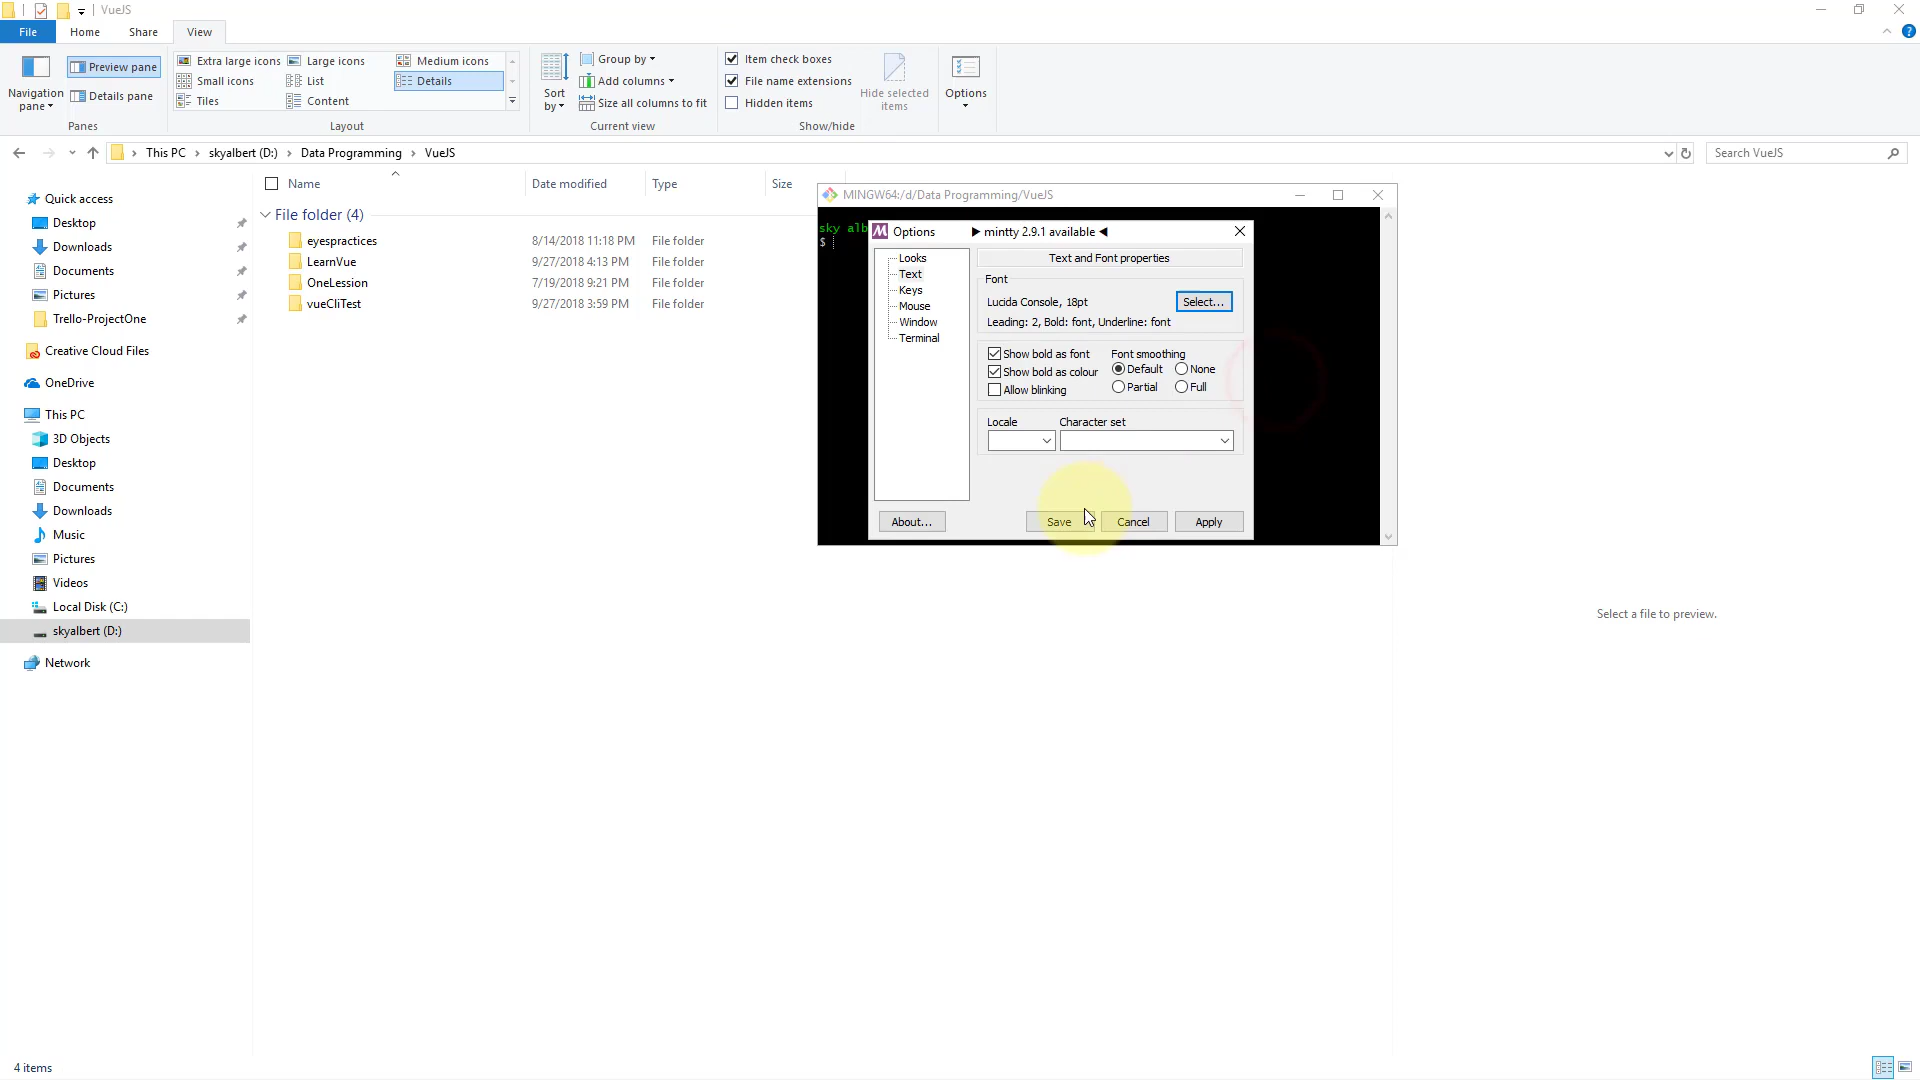 VueJS
File
Home
Share
View
Navigation pane
Preview pane
Details pane
Panes
Extra large icons
Large icons
Medium icons
Small icons
List
Details
Tiles
Content
Layout
Sort by
Group by
Add columns
Size all columns to fit
Current view
Item check boxes
File name extensions
Hidden items
Hide selected items
Show/hide
Options
This PC
skyalbert (D:)
Data Programming
VueJS
Search VueJS
Quick access
Desktop
Downloads
Documents
Pictures
Trello-ProjectOne
Creative Cloud Files
OneDrive
This PC
3D Objects
Desktop
Documents
Downloads
Music
Pictures
Videos
Local Disk (C:)
skyalbert (D:)
Network
Name Date modified Type Size
File folder (4)
eyespractices 8/14/2018 11:18 PM File folder
LearnVue 9/27/2018 4:13 PM File folder
OneLession 7/19/2018 9:21 PM File folder
vueCliTest 9/27/2018 3:59 PM File folder
MINGW64:/d/Data Programming/VueJS
sky alb
$
Options
mintty 2.9.1 available
Looks
Text
Keys
Mouse
Window
Terminal
Text and Font properties
Font
Lucida Console, 18pt
Select...
Leading: 2, Bold: font, Underline: font
Show bold as font
Show bold as colour
Allow blinking
Font smoothing
Default
None
Partial
Full
Locale
Character set
About...
Save
Cancel
Apply
Select a file to preview.
4 items